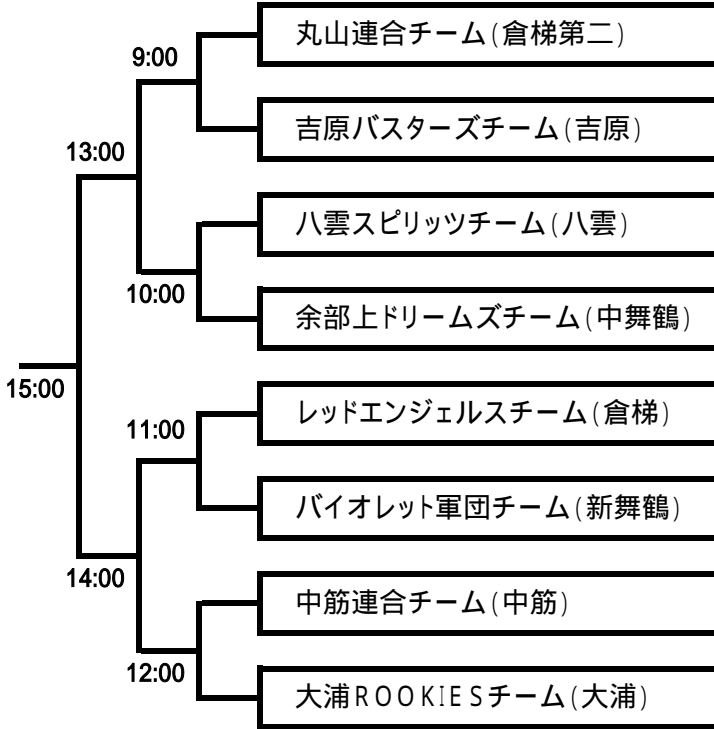 丸山連合チーム(倉梯第二)
9:00
吉原バスターズチーム(吉原)
13:00
八雲スピリッツチーム(八雲)
10:00
余部上ドリームズチーム(中舞鶴)
15:00
レッドエンジェルスチーム(倉梯)
11:00
バイオレット軍団チーム(新舞鶴)
14:00
中筋連合チーム(中筋)
12:00
大浦ROOKIESチーム(大浦)